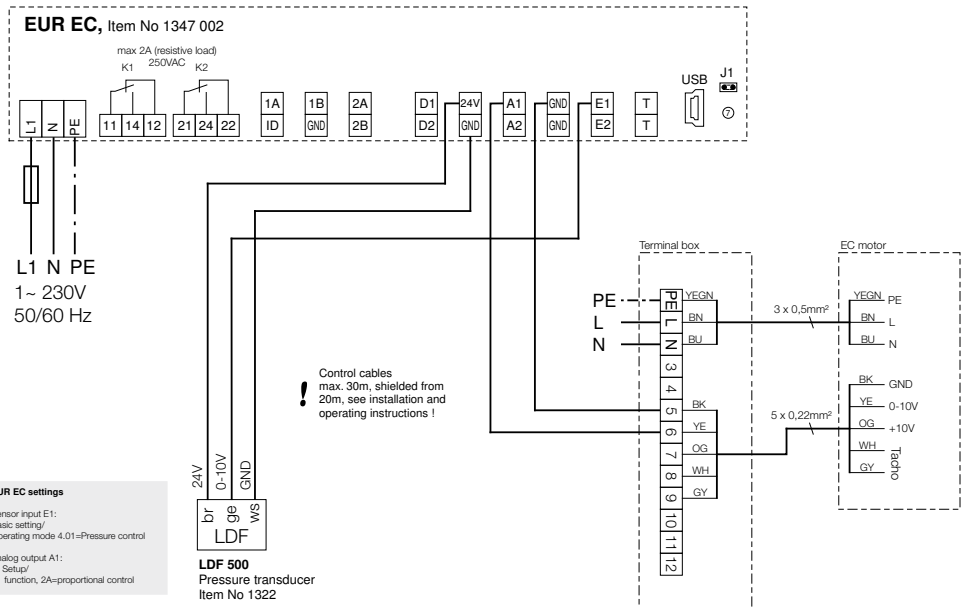 EUR EC, Item No 1347 002
max 2A (resistive load)
250VAC
K1
K2
L1
N
PE
11 14 12
21 24 22
1A
ID
1B
GND
2A
2B
D1
D2
24V
GND
A1
A2
GND
GND
E1
E2
T
T
USB
J1
7
L1 N PE
1~ 230V
50/60 Hz
Terminal box
EC motor
PE
L
N
PE YEGN
L BN
N BU
3
4
5 BK
6 YE
7 OG
8 WH
9 GY
10
11
12
3 x 0,5mm²
5 x 0,22mm²
YEGN PE
BN L
BU N
BK GND
YE 0-10V
OG +10V
WH
GY
Tacho
! Control cables
max. 30m, shielded from
20m, see installation and
operating instructions !
24V
0-10V
GND
br ge ws
LDF
LDF 500
Pressure transducer
Item No 1322
UR EC settings
ensor input E1:
asic setting/
perating mode 4.01=Pressure control
nalog output A1:
Setup/
function, 2A=proportional control